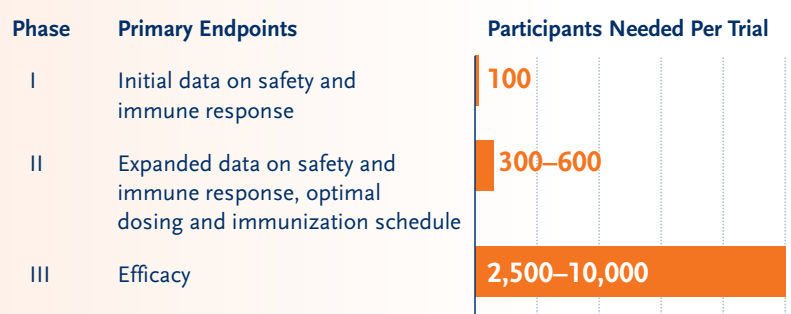 Phase Primary Endpoints Participants Needed Per Trial
I Initial data on safety and 100
immune response
II Expanded data on safety and 300–600
immune response, optimal
dosing and immunization schedule
III Efficacy 2,500–10,000